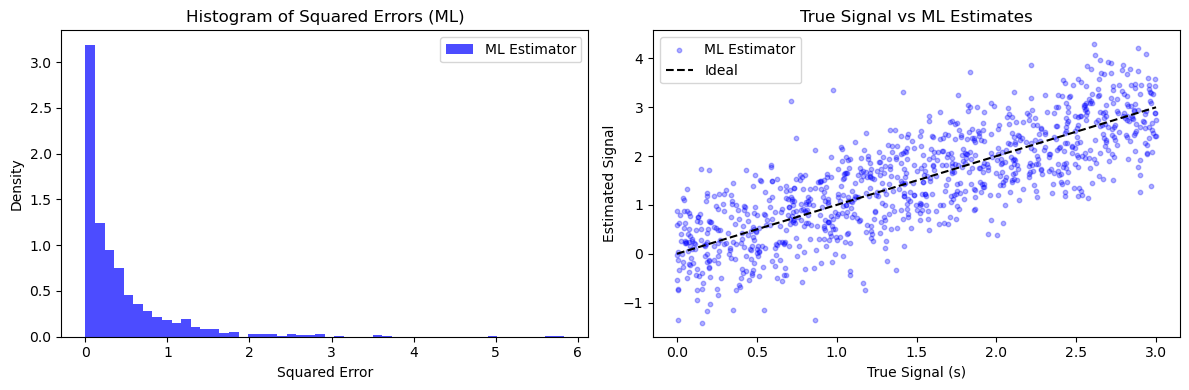 Histogram of Squared Errors (ML)
ML Estimator
3.0
2.5
2.0
1.5
1.0
0.5
0.0
Density
0 1 2 3 4 5 6
Squared Error
True Signal vs ML Estimates
ML Estimator
Ideal
4
3
2
1
0
−1
Estimated Signal
0.0 0.5 1.0 1.5 2.0 2.5 3.0
True Signal (s)